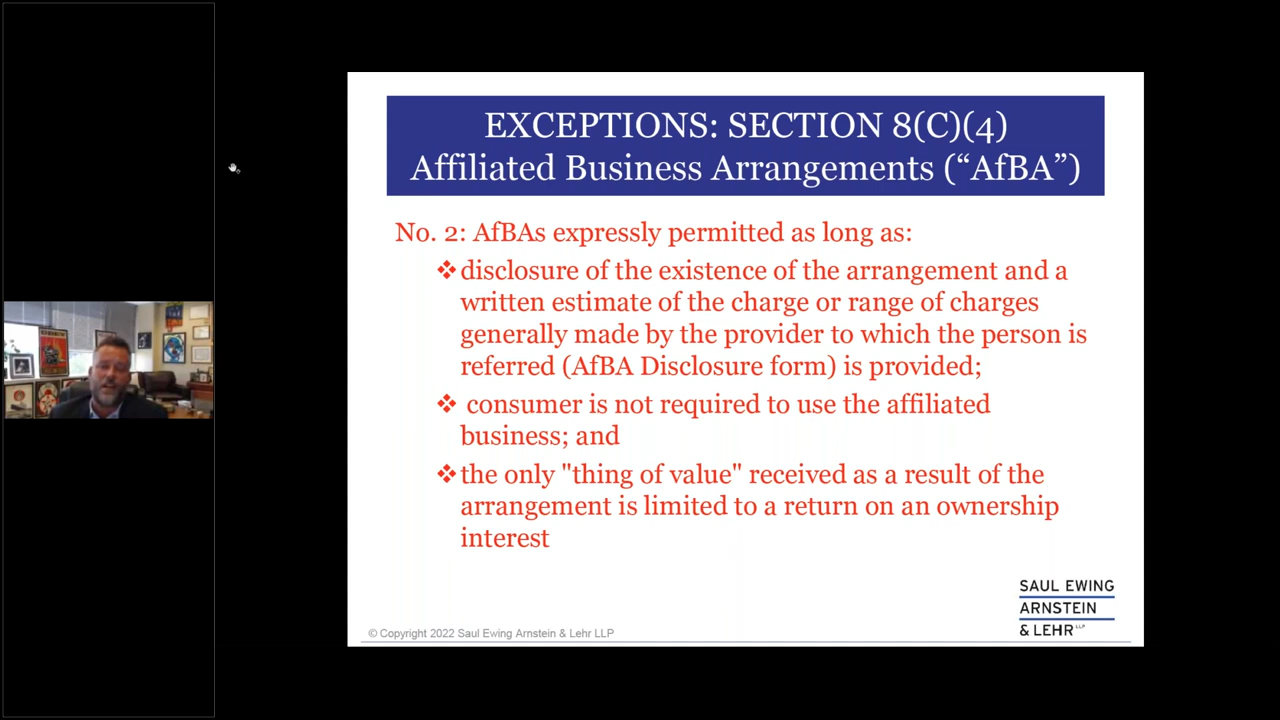 EXCEPTIONS: SECTION 8(C)(4)
Affiliated Business Arrangements (“AfBA”)
No. 2: AfBAs expressly permitted as long as:
❖disclosure of the existence of the arrangement and a
written estimate of the charge or range of charges
generally made by the provider to which the person is
referred (AfBA Disclosure form) is provided;
❖ consumer is not required to use the affiliated
business; and
❖the only "thing of value" received as a result of the
arrangement is limited to a return on an ownership
interest
SAUL EWING
ARNSTEIN
& LEHR LLP
© Copyright 2022 Saul Ewing Arnstein & Lehr LLP